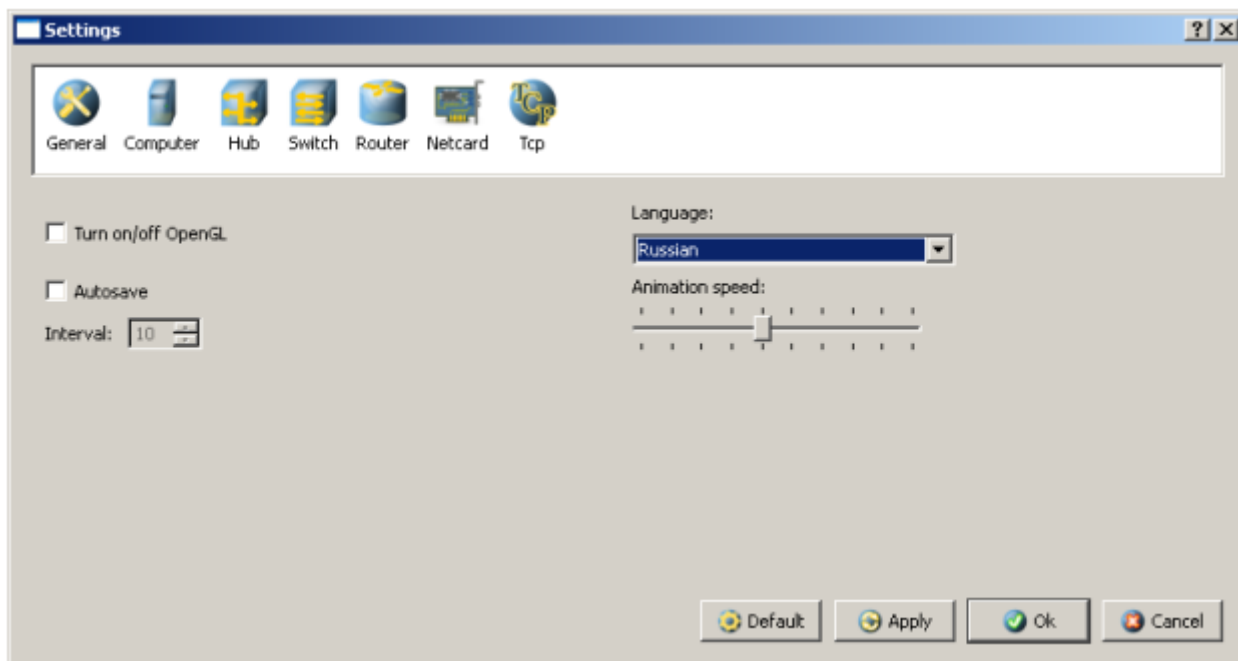 Settings
General Computer Hub Switch Router Netcard Tcp
Turn on/off OpenGL
Autosave
Interval: 10
Language:
Russian
Animation speed:
Default Apply Ok Cancel